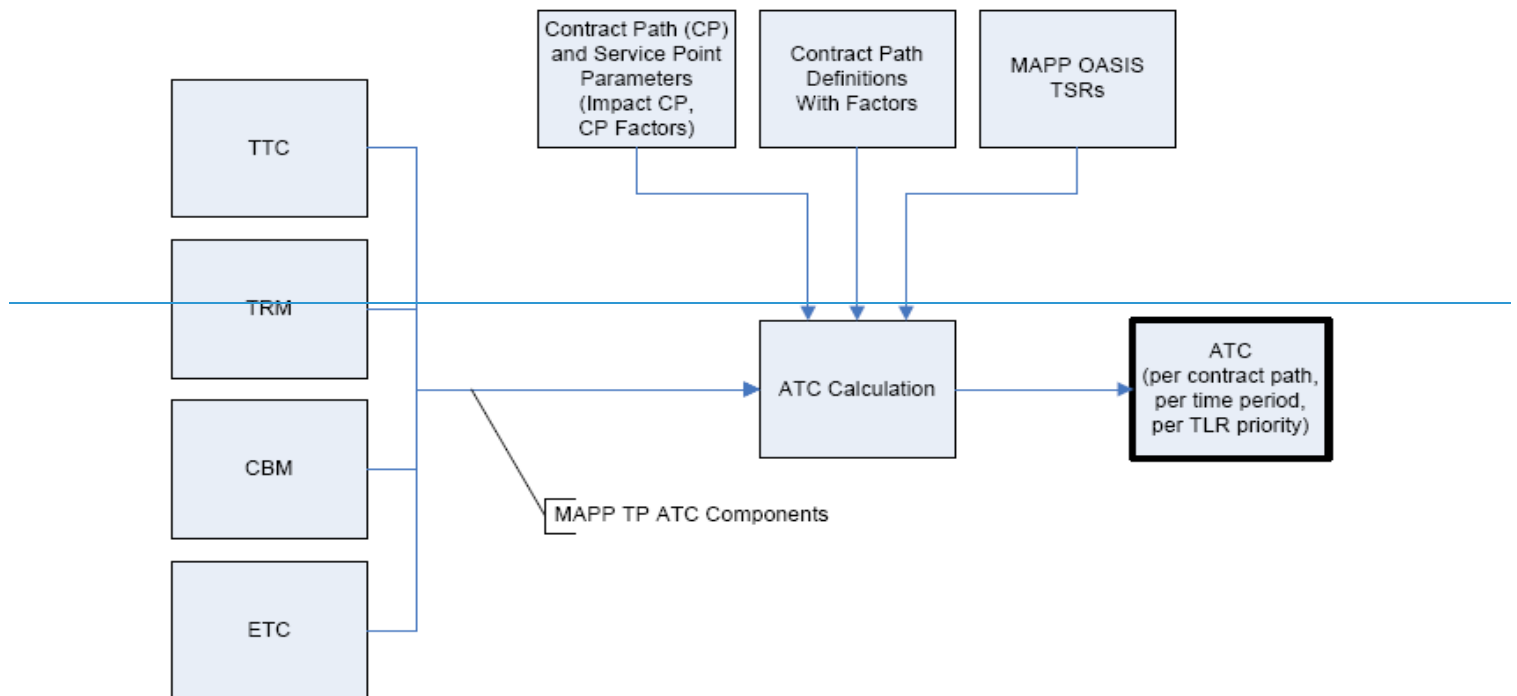 Contract Path (CP)
and Service Point
Parameters
(Impact CP,
CP Factors)
Contract Path
Definitions
With Factors
MAPP OASIS
TSRs
TTC
TRM
CBM
ETC
ATC Calculation
ATC
(per contract path,
per time period,
per TLR priority)
MAPP TP ATC Components